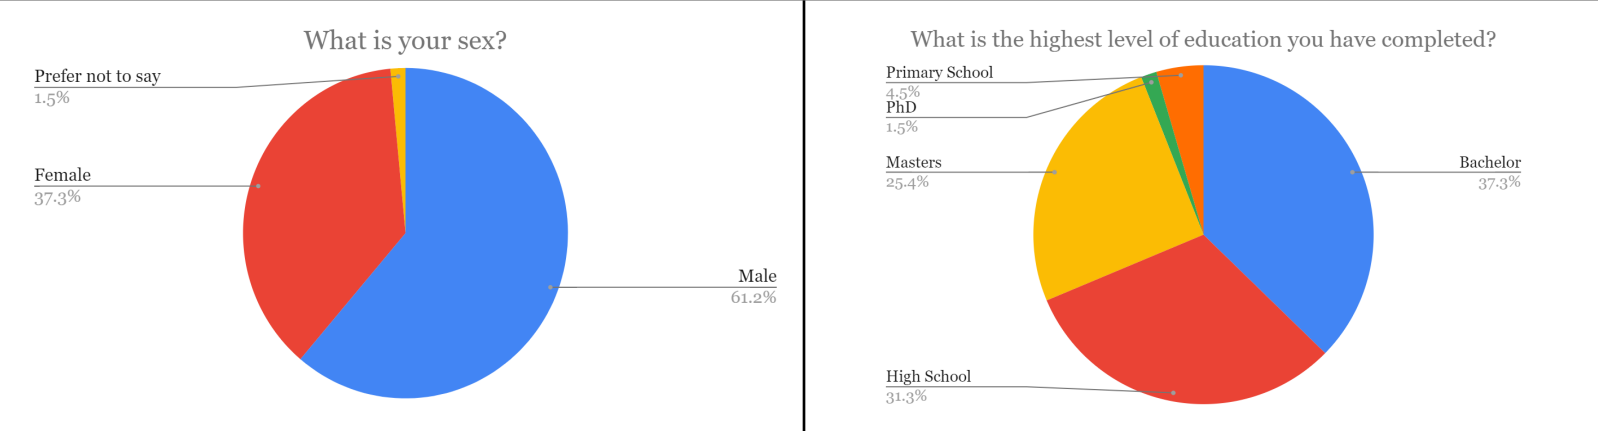 What is your sex?
Prefer not to say
1.5%
Female
37.3%
Male
61.2%
What is the highest level of education you have completed?
Primary School
4.5%
PhD
1.5%
Masters
25.4%
Bachelor
37.3%
High School
31.3%